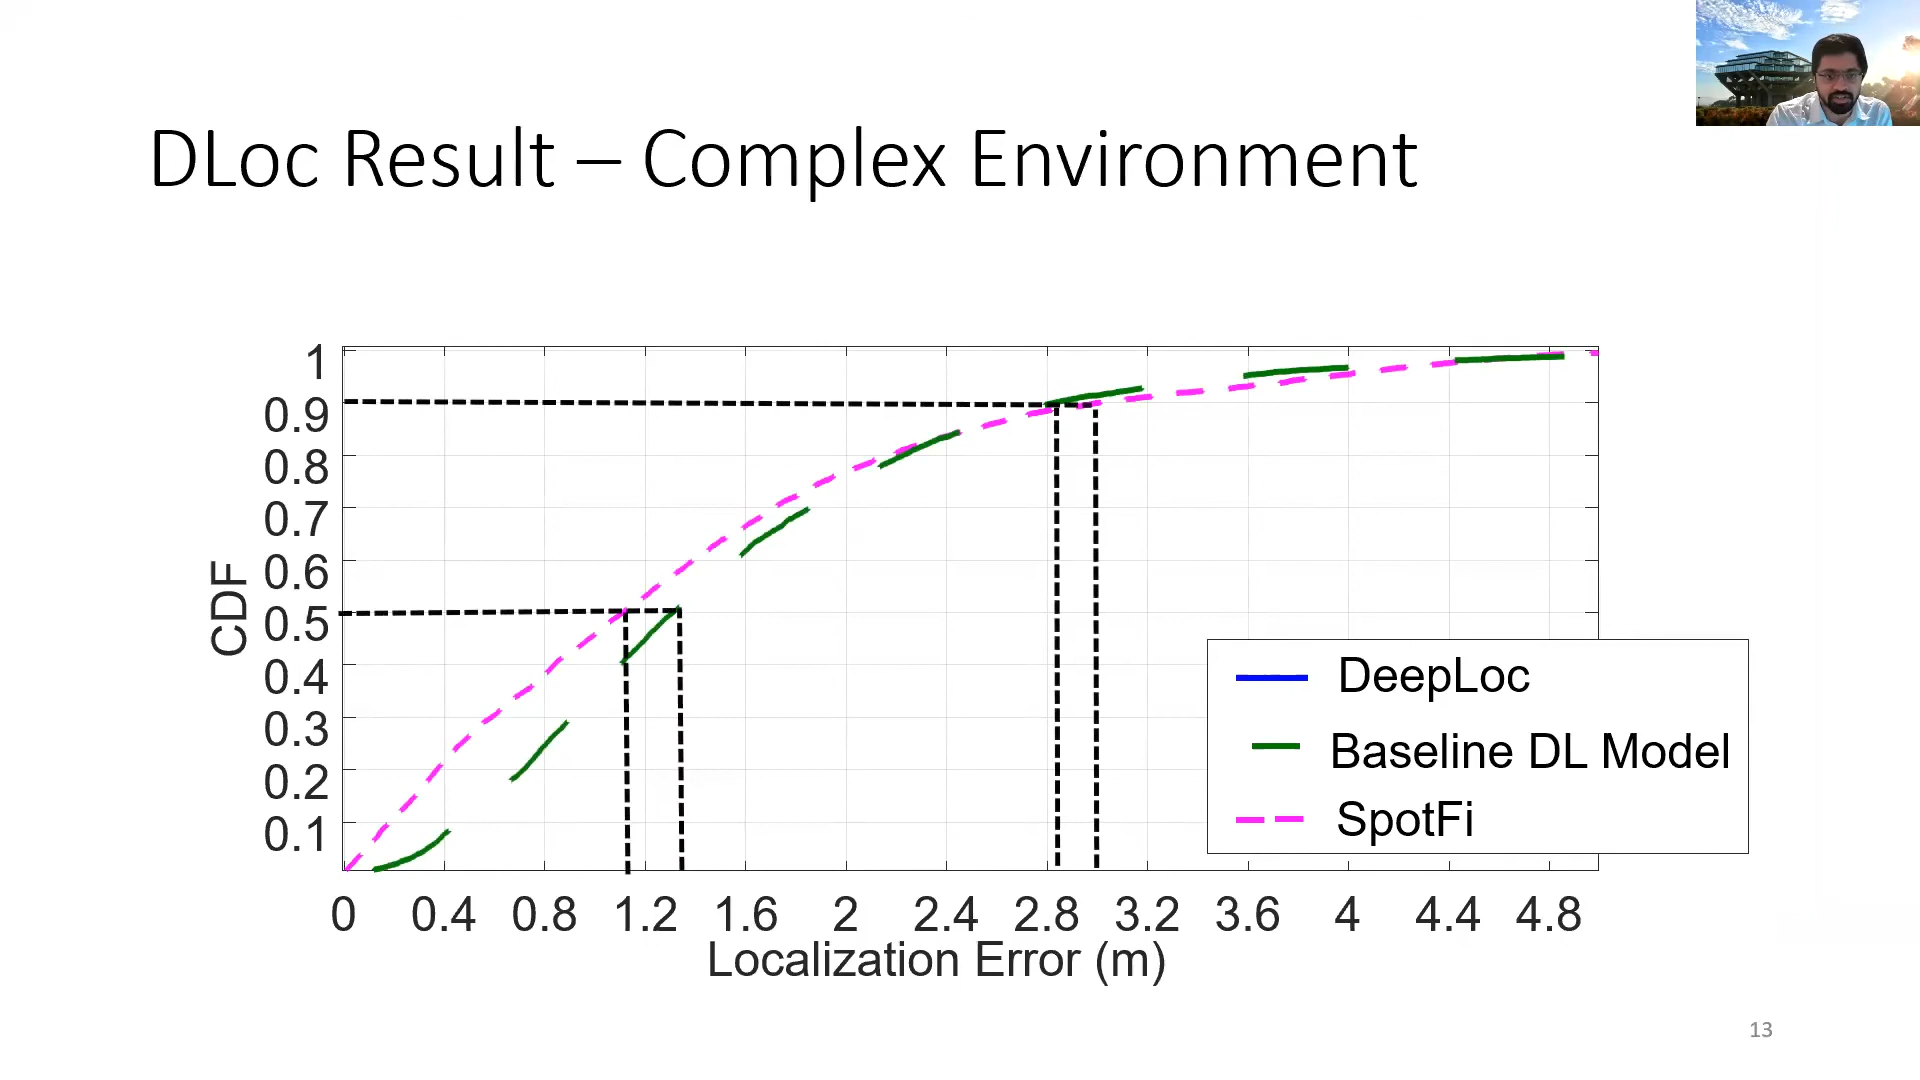 DLoc Result – Complex Environment
1
0.9
0.8
0.7
0.6
0.5
0.4
0.3
0.2
0.1
CDF
DeepLoc
Baseline DL Model
SpotFi
0 0.4 0.8 1.2 1.6 2 2.4 2.8 3.2 3.6 4 4.4 4.8
Localization Error (m)
13